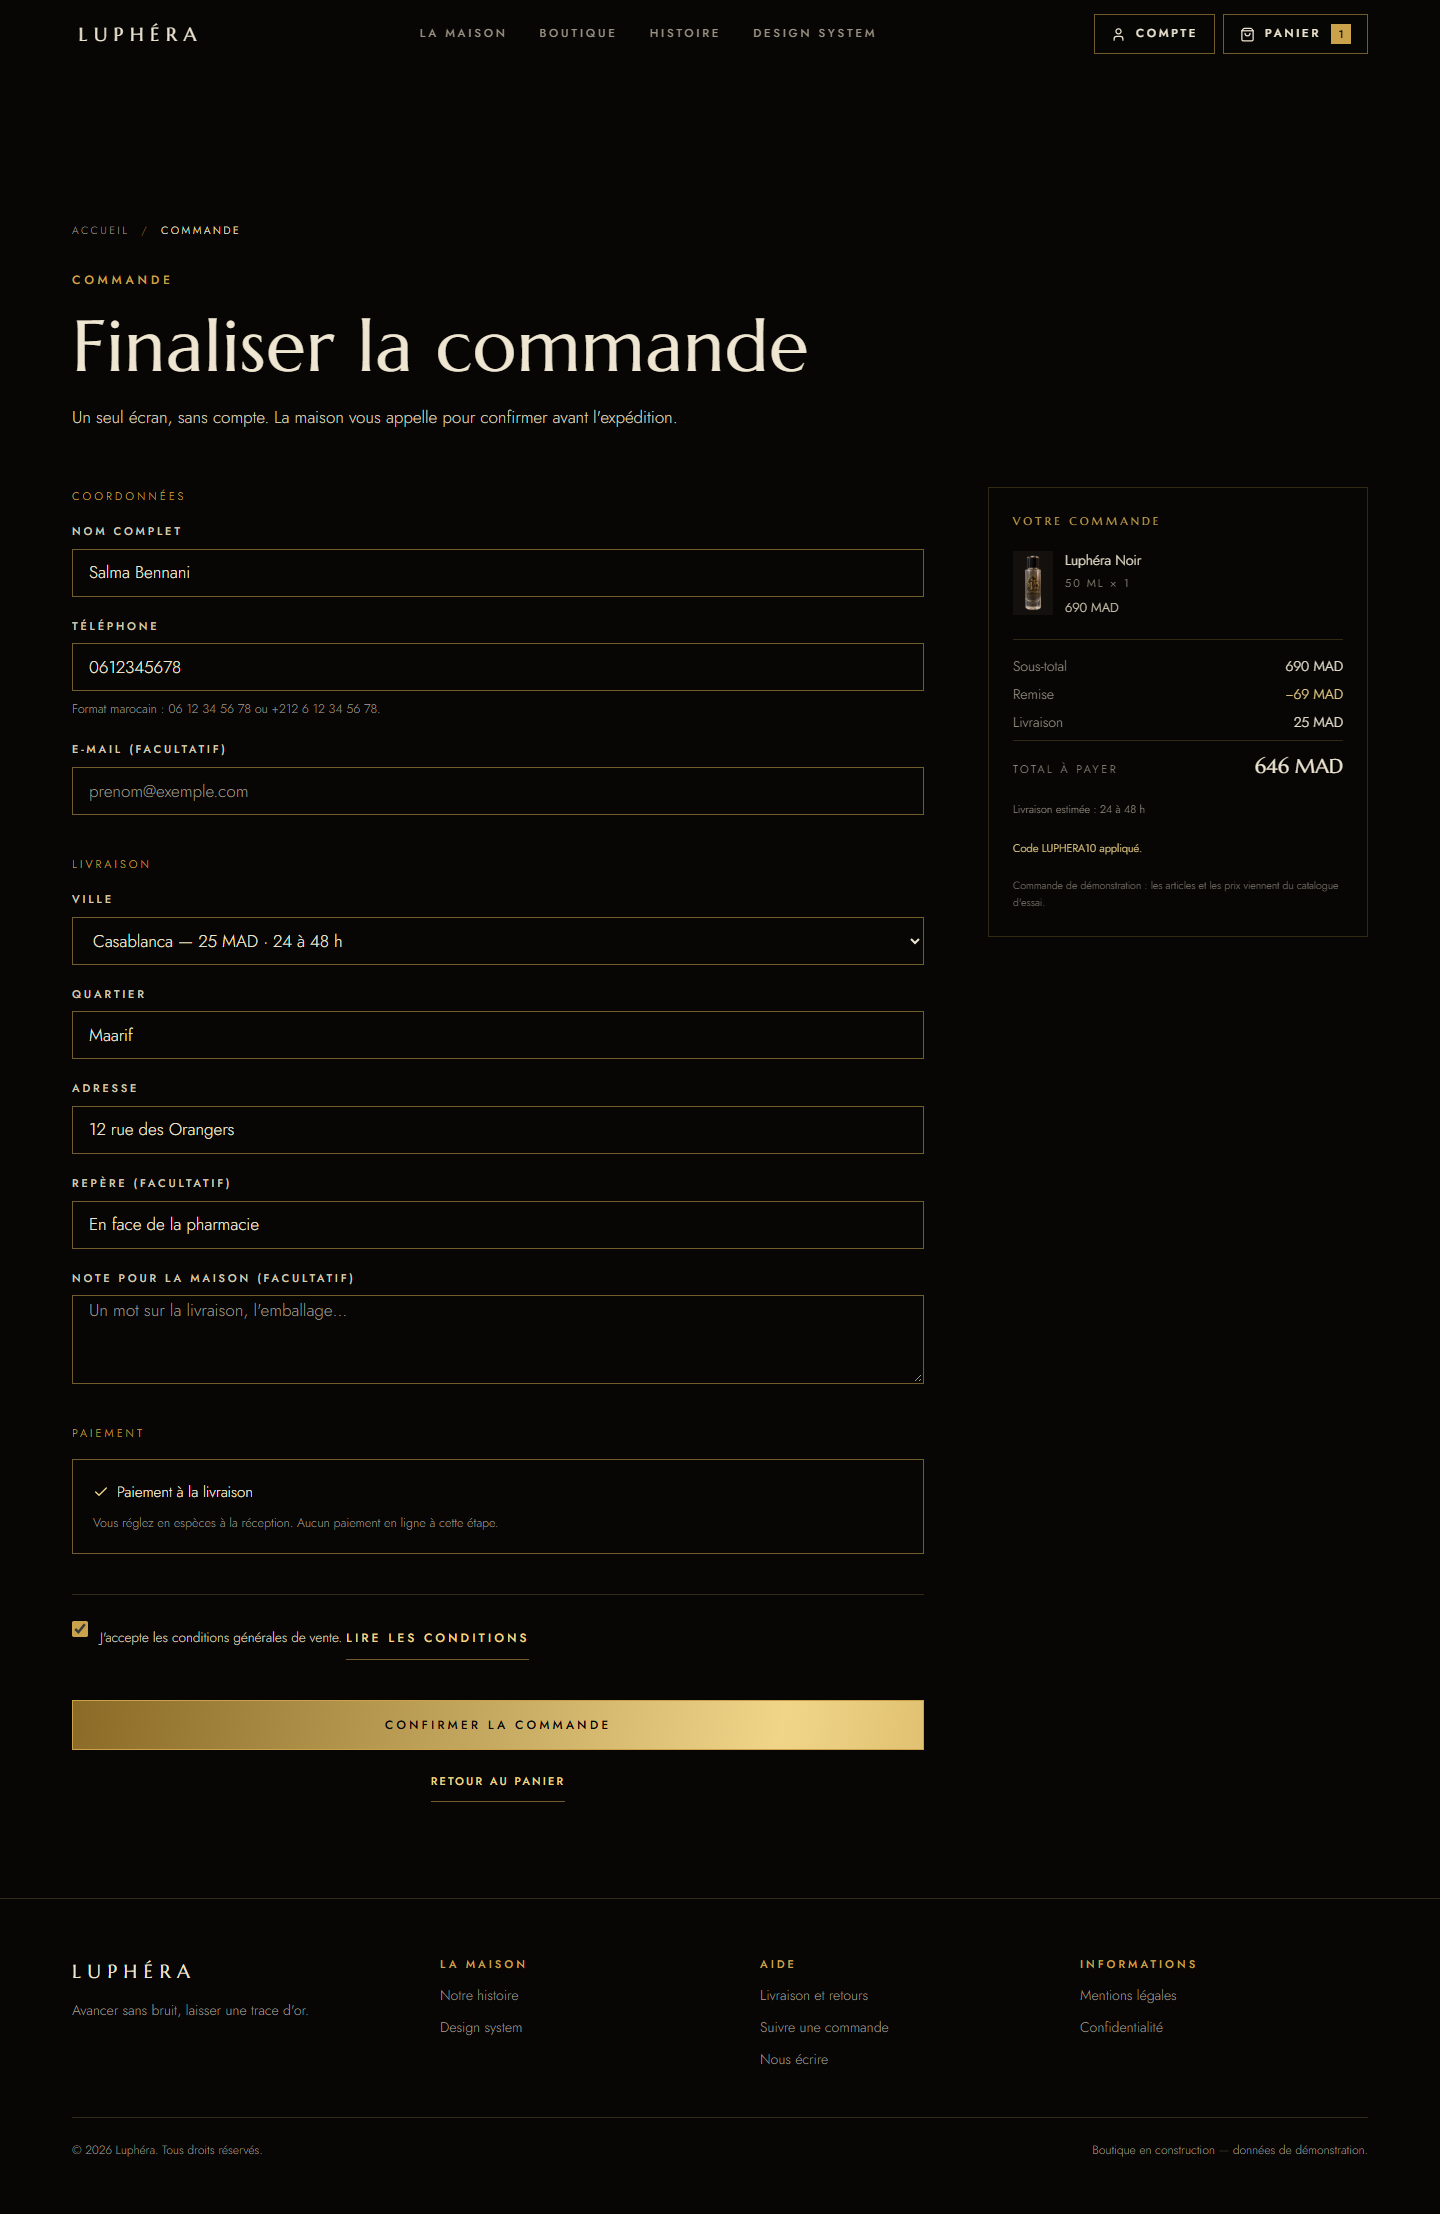 LUPHÉRA
LA MAISON
BOUTIQUE
HISTOIRE
DESIGN SYSTEM
COMPTE
PANIER 1
ACCUEIL / COMMANDE
COMMANDE
Finaliser la commande
Un seul écran, sans compte. La maison vous appelle pour confirmer avant l'expédition.
COORDONNÉES
NOM COMPLET
Salma Bennani
TÉLÉPHONE
0612345678
Format marocain : 06 12 34 56 78 ou +212 6 12 34 56 78.
E-MAIL (FACULTATIF)
prenom@exemple.com
LIVRAISON
VILLE
Casablanca — 25 MAD · 24 à 48 h
QUARTIER
Maarif
ADRESSE
12 rue des Orangers
REPÈRE (FACULTATIF)
En face de la pharmacie
NOTE POUR LA MAISON (FACULTATIF)
Un mot sur la livraison, l'emballage…
PAIEMENT
Paiement à la livraison
Vous réglez en espèces à la réception. Aucun paiement en ligne à cette étape.
J'accepte les conditions générales de vente. LIRE LES CONDITIONS
CONFIRMER LA COMMANDE
RETOUR AU PANIER
VOTRE COMMANDE
Luphéra Noir
50 ML × 1
690 MAD
Sous-total 690 MAD
Remise −69 MAD
Livraison 25 MAD
TOTAL À PAYER 646 MAD
Livraison estimée : 24 à 48 h
Code LUPHERA10 appliqué.
Commande de démonstration : les articles et les prix viennent du catalogue
d'essai.
LUPHÉRA
Avancer sans bruit, laisser une trace d'or.
LA MAISON
Notre histoire
Design system
AIDE
Livraison et retours
Suivre une commande
Nous écrire
INFORMATIONS
Mentions légales
Confidentialité
© 2026 Luphéra. Tous droits réservés.
Boutique en construction — données de démonstration.